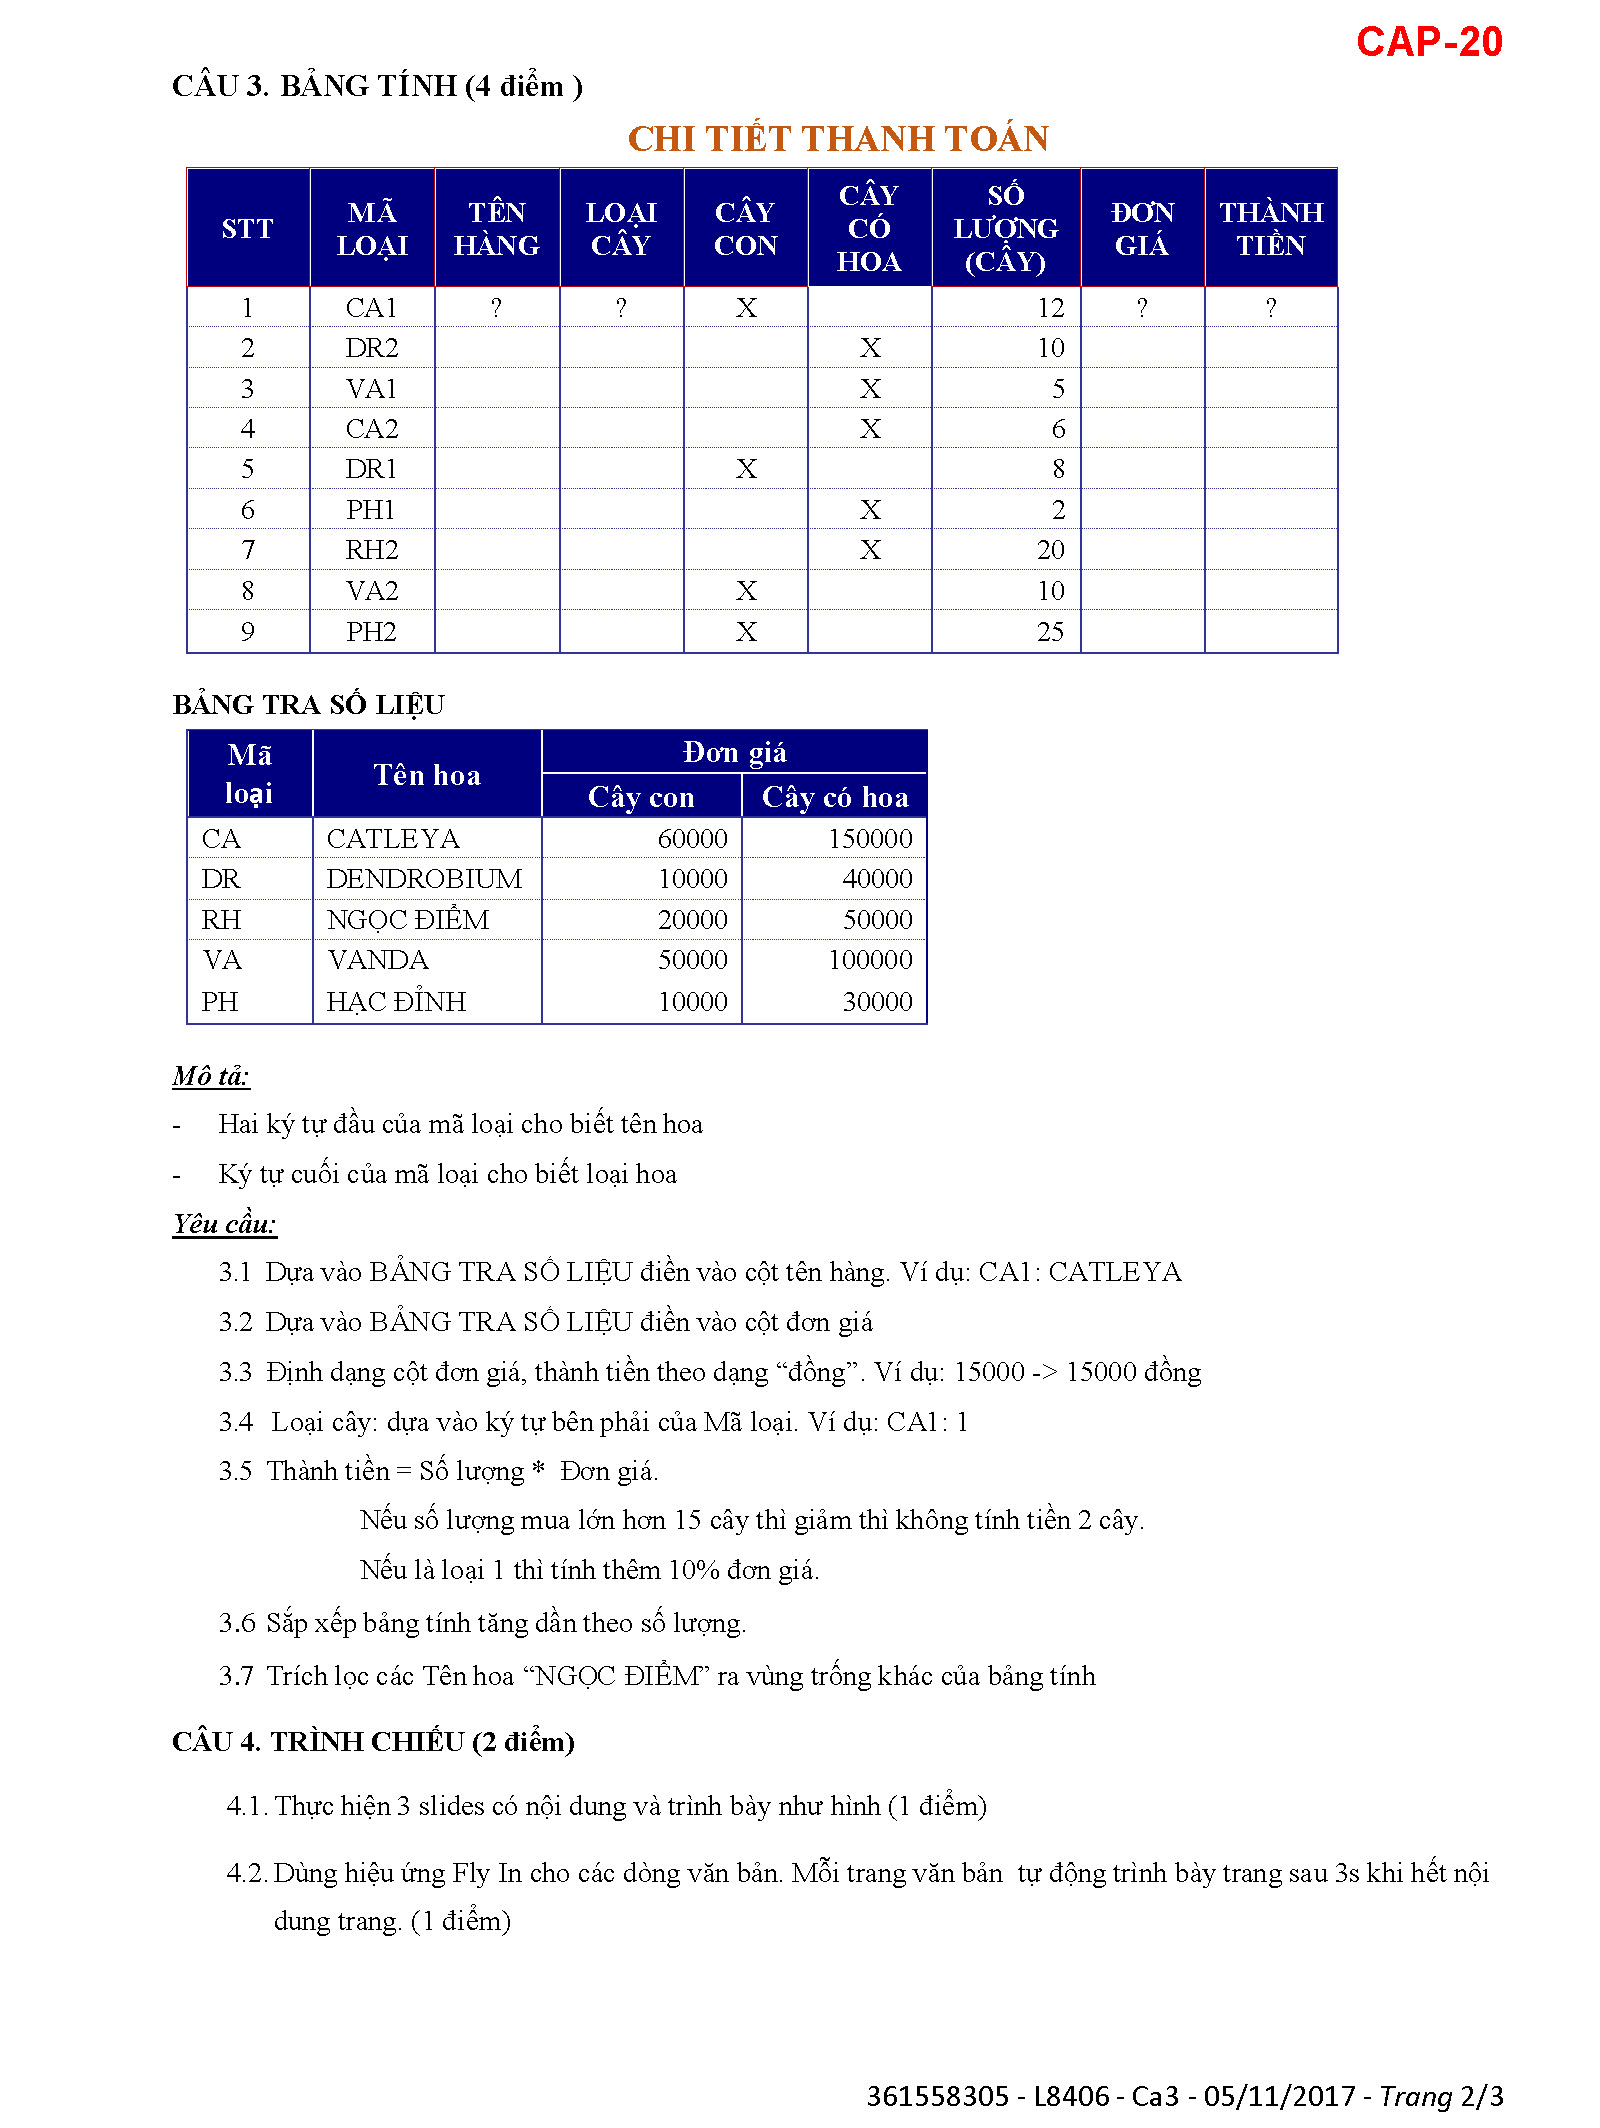 CAP-20
CÂU 3. BẢNG TÍNH (4 điểm )
CHI TIẾT THANH TOÁN
STT MÃ LOẠI TÊN HÀNG LOẠI CÂY CÂY CON CÂY CÓ HOA SỐ LƯỢNG (CÂY) ĐƠN GIÁ THÀNH TIỀN
1 CA1 ? ? X 12 ? ?
2 DR2 X 10
3 VA1 X 5
4 CA2 X 6
5 DR1 X 8
6 PH1 X 2
7 RH2 X 20
8 VA2 X 10
9 PH2 X 25
BẢNG TRA SỐ LIỆU
Mã loại Tên hoa Đơn giá
Cây con Cây có hoa
CA CATLEYA 60000 150000
DR DENDROBIUM 10000 40000
RH NGỌC ĐIỂM 20000 50000
VA VANDA 50000 100000
PH HẠC ĐỈNH 10000 30000
Mô tả:
- Hai ký tự đầu của mã loại cho biết tên hoa
- Ký tự cuối của mã loại cho biết loại hoa
Yêu cầu:
3.1 Dựa vào BẢNG TRA SỐ LIỆU điền vào cột tên hàng. Ví dụ: CA1: CATLEYA
3.2 Dựa vào BẢNG TRA SỐ LIỆU điền vào cột đơn giá
3.3 Định dạng cột đơn giá, thành tiền theo dạng “đồng”. Ví dụ: 15000 -> 15000 đồng
3.4 Loại cây: dựa vào ký tự bên phải của Mã loại. Ví dụ: CA1: 1
3.5 Thành tiền = Số lượng * Đơn giá.
Nếu số lượng mua lớn hơn 15 cây thì giảm thì không tính tiền 2 cây.
Nếu là loại 1 thì tính thêm 10% đơn giá.
3.6 Sắp xếp bảng tính tăng dần theo số lượng.
3.7 Trích lọc các Tên hoa “NGỌC ĐIỂM” ra vùng trống khác của bảng tính
CÂU 4. TRÌNH CHIẾU (2 điểm)
4.1. Thực hiện 3 slides có nội dung và trình bày như hình (1 điểm)
4.2. Dùng hiệu ứng Fly In cho các dòng văn bản. Mỗi trang văn bản tự động trình bày trang sau 3s khi hết nội
dung trang. (1 điểm)
361558305 - L8406 - Ca3 - 05/11/2017 - Trang 2/3